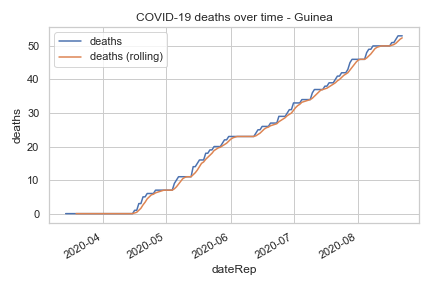 COVID-19 deaths over time - Guinea
deaths
deaths (rolling)
50
40
30
20
10
0
deaths
2020-04
2020-05
2020-06
2020-07
2020-08
dateRep